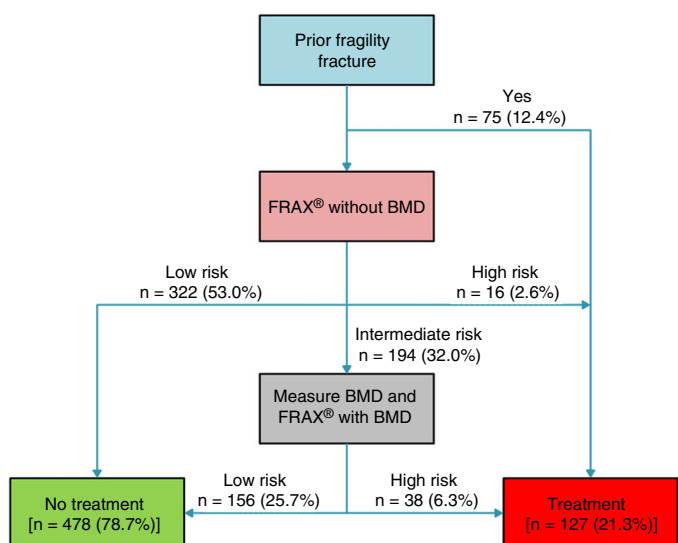 Prior fragility
fracture
Yes
n = 75 (12.4%)
FRAX® without BMD
Low risk
n = 322 (53.0%)
High risk
n = 16 (2.6%)
Intermediate risk
n = 194 (32.0%)
Measure BMD and
FRAX® with BMD
Low risk
n = 156 (25.7%)
High risk
n = 38 (6.3%)
No treatment
[n = 478 (78.7%)]
Treatment
[n = 127 (21.3%)]